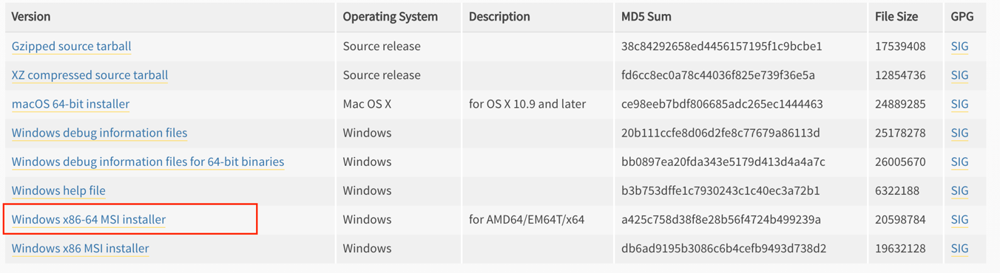 Version Operating System Description MD5 Sum File Size GPG
Gzipped source tarball Source release 38c84292658ed4456157195f1c9bcbe1 17539408 SIG
XZ compressed source tarball Source release fd6cc8ec0a78c44036f825e739f36e5a 12854736 SIG
macOS 64-bit installer Mac OS X for OS X 10.9 and later ce98eeb7bdf806685adc265ec1444463 24889285 SIG
Windows debug information files Windows 20b111ccfe8d06d2fe8c77679a86113d 25178278 SIG
Windows debug information files for 64-bit binaries Windows bb0897ea20fda343e5179d413d4a4a7c 26005670 SIG
Windows help file Windows b3b753dffe1c7930243c1c40ec3a72b1 6322188 SIG
Windows x86-64 MSI installer Windows for AMD64/EM64T/x64 a425c758d38f8e28b56f4724b499239a 20598784 SIG
Windows x86 MSI installer Windows db6ad9195b3086c6b4cefb9493d738d2 19632128 SIG